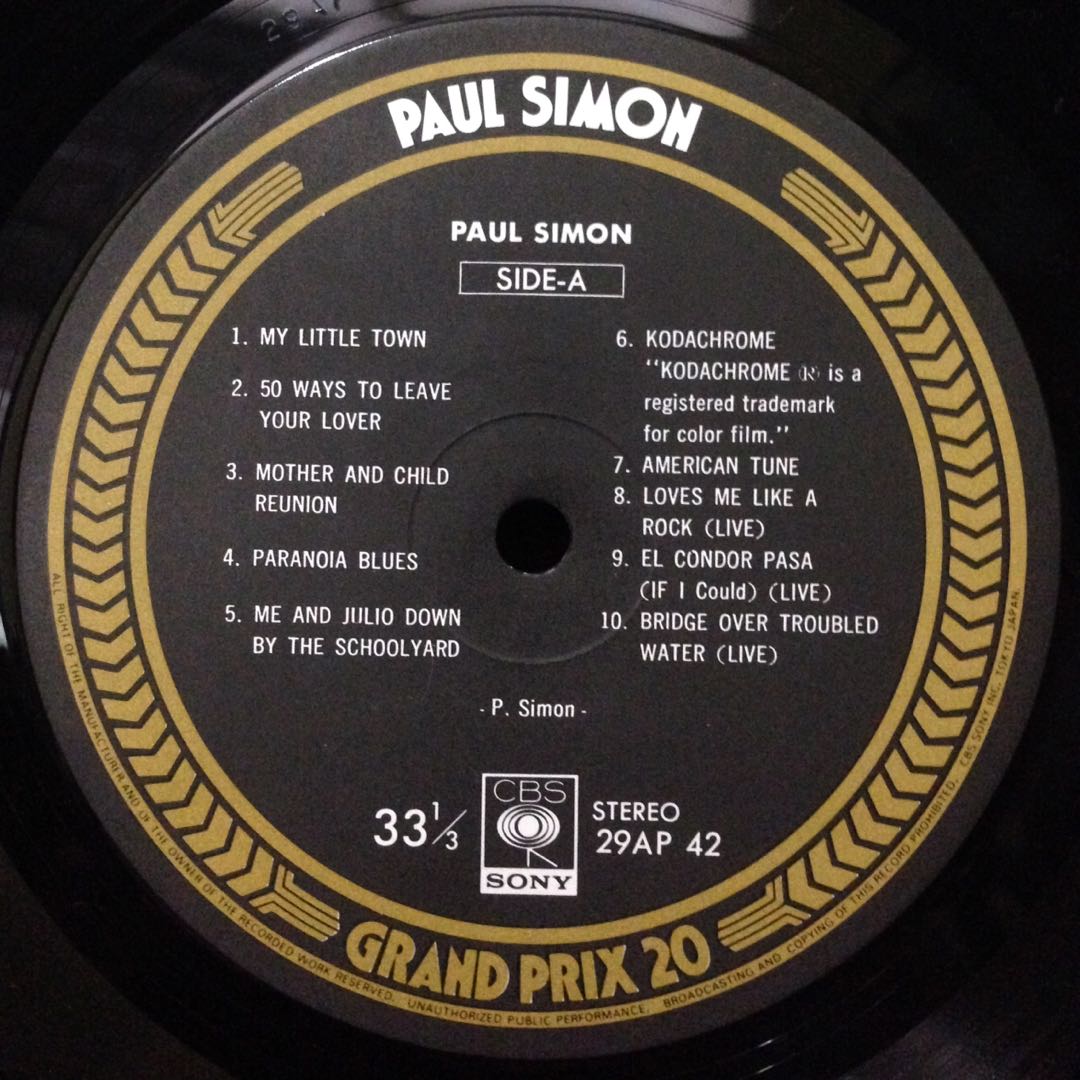 PAUL SIMON
PAUL SIMON
SIDE-A
1. MY LITTLE TOWN
2. 50 WAYS TO LEAVE
YOUR LOVER
3. MOTHER AND CHILD
REUNION
4. PARANOIA BLUES
5. ME AND JULIO DOWN
BY THE SCHOOLYARD
6. KODACHROME
"KODACHROME ® is a
registered trademark
for color film."
7. AMERICAN TUNE
8. LOVES ME LIKE A
ROCK (LIVE)
9. EL CONDOR PASA
(IF I Could) (LIVE)
10. BRIDGE OVER TROUBLED
WATER (LIVE)
- P. Simon -
33 1/3
CBS
SONY
STEREO
29AP 42
GRAND PRIX 20
ALL RIGHT OF THE MANUFACTURER AND OF THE OWNER OF THE RECORDED WORK RESERVED. UNAUTHORIZED PUBLIC PERFORMANCE, BROADCASTING AND COPYING OF THIS RECORD PROHIBITED. CBS SONY INC. TOKYO JAPAN.